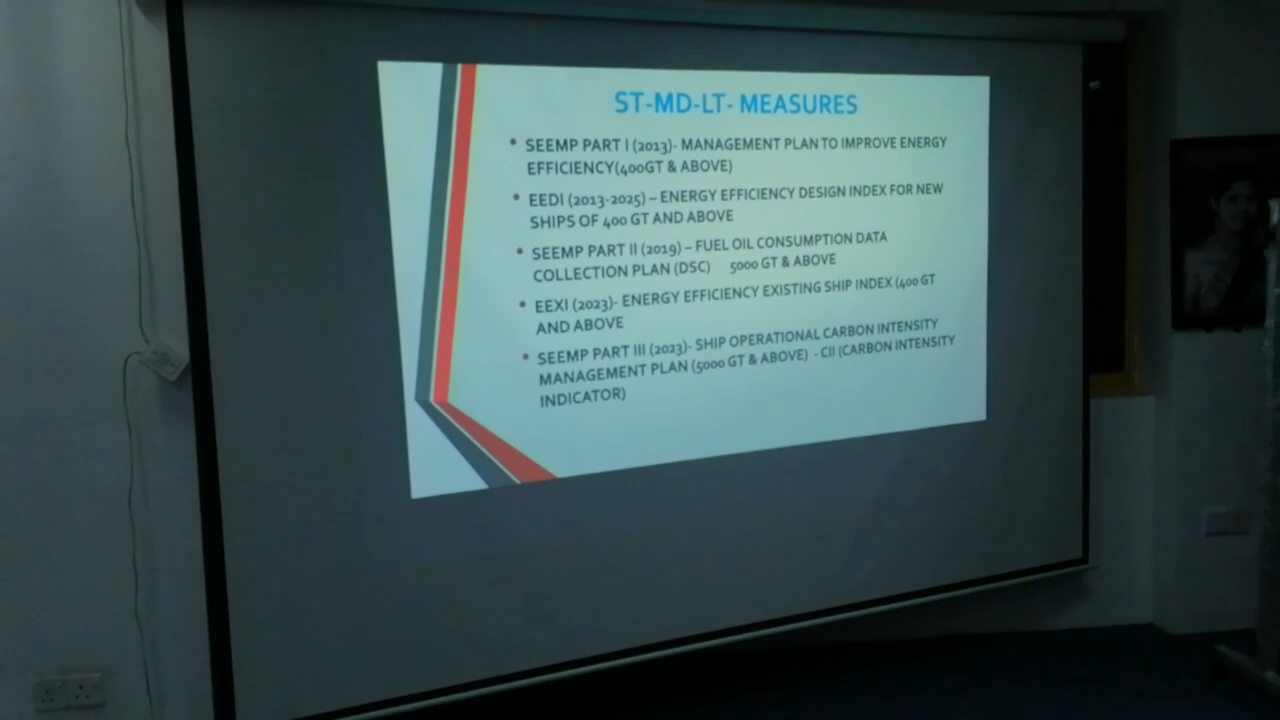 ST-MD-LT- MEASURES
• SEEMP PART I (2013)- MANAGEMENT PLAN TO IMPROVE ENERGY
EFFICIENCY(400GT & ABOVE)
• EEDI (2013-2025) – ENERGY EFFICIENCY DESIGN INDEX FOR NEW
SHIPS OF 400 GT AND ABOVE
• SEEMP PART II (2019) – FUEL OIL CONSUMPTION DATA
COLLECTION PLAN (DSC) 5000 GT & ABOVE
• EEXI (2023)- ENERGY EFFICIENCY EXISTING SHIP INDEX (400 GT
AND ABOVE
• SEEMP PART III (2023)- SHIP OPERATIONAL CARBON INTENSITY
MANAGEMENT PLAN (5000 GT & ABOVE) - CII (CARBON INTENSITY
INDICATOR)